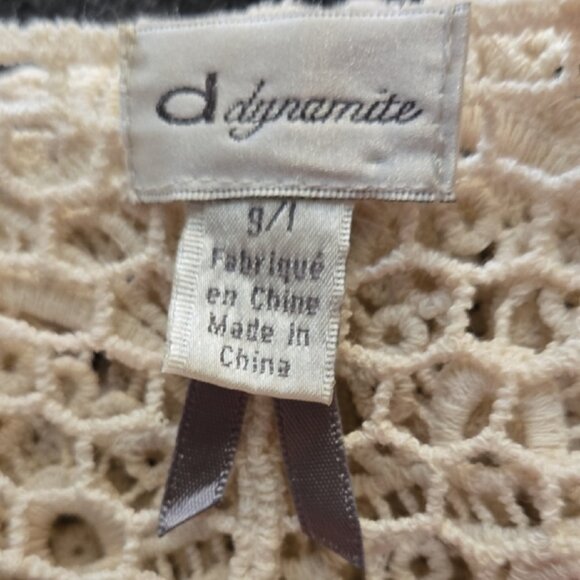 d dynamite
g/l
Fabriqué
en Chine
Made in
China